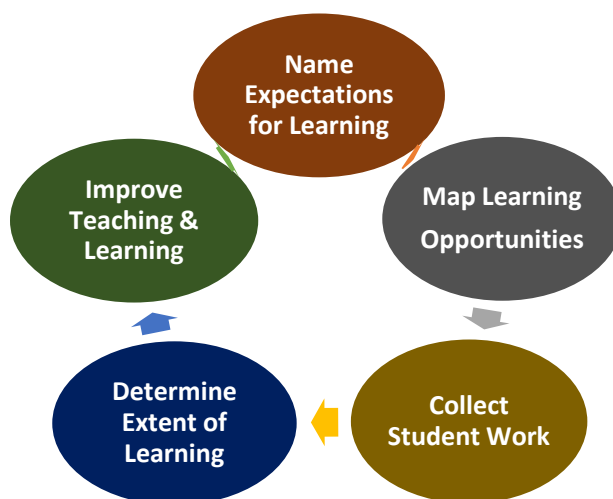 Name
Expectations
for Learning
Map Learning
Opportunities
Collect
Student Work
Determine
Extent of
Learning
Improve
Teaching &
Learning